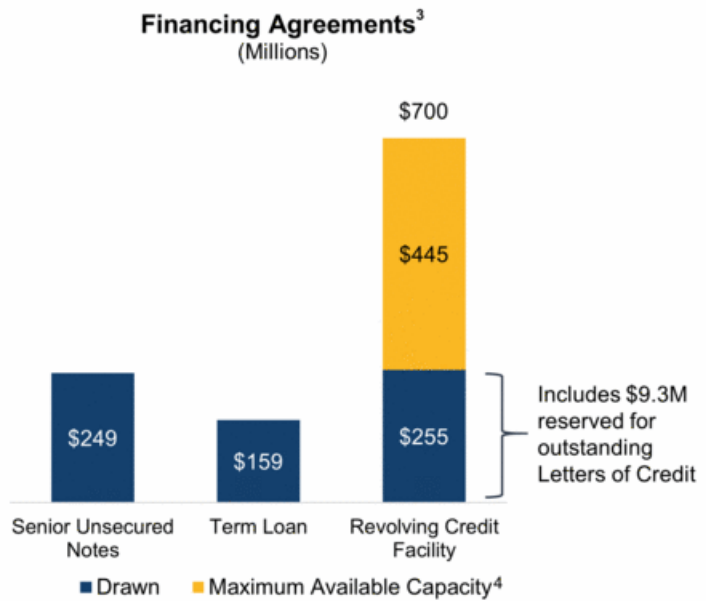 Financing Agreements³
(Millions)
$700
$445
$249
$159
$255
Includes $9.3M
reserved for
outstanding
Letters of Credit
Senior Unsecured
Notes
Term Loan
Revolving Credit
Facility
Drawn
Maximum Available Capacity⁴